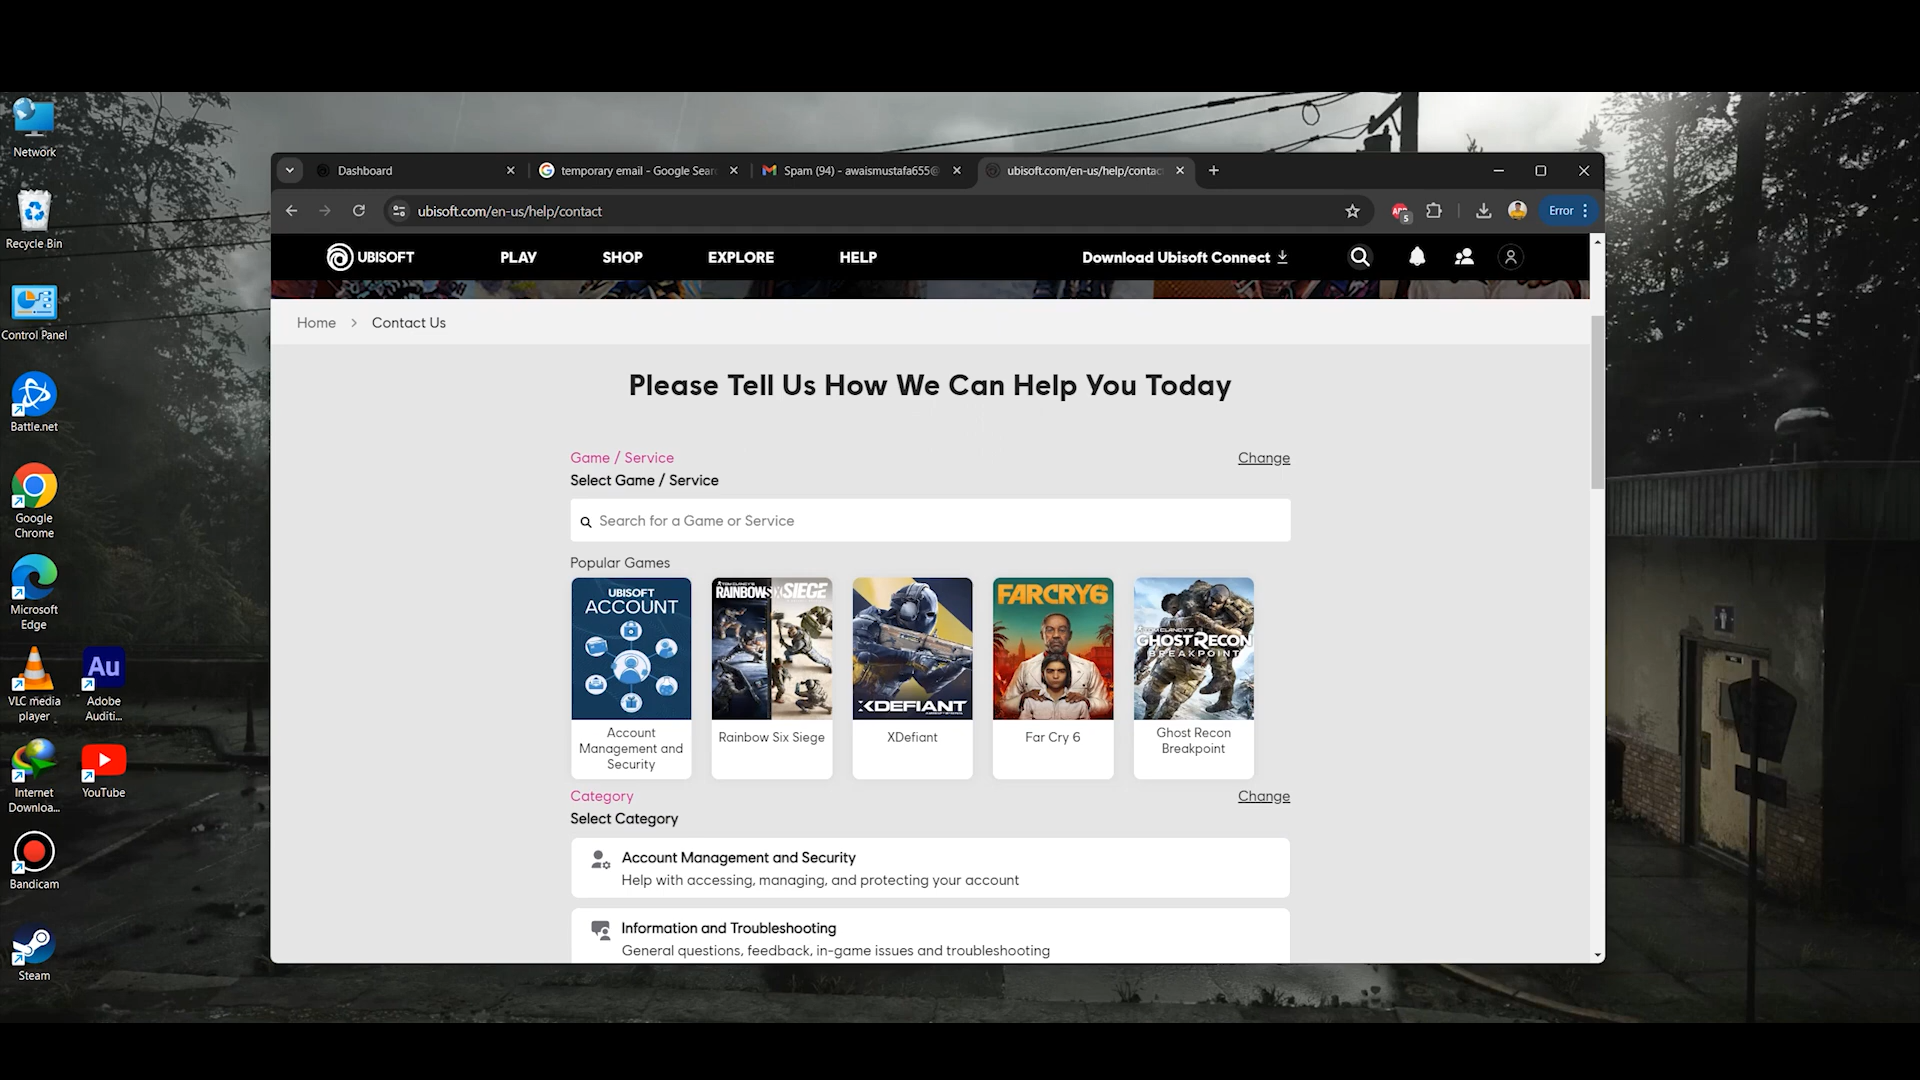 Network
Recycle Bin
Control Panel
Battle.net
Google
Chrome
Microsoft
Edge
VLC media
player
Adobe
Auditi...
Au
Internet
Downloa...
YouTube
Bandicam
Steam
Dashboard
temporary email - Google Sear
Spam (94) - awaismustafa655@
ubisoft.com/en-us/help/contac
ubisoft.com/en-us/help/contact
ABP
5
Error
UBISOFT
PLAY
SHOP
EXPLORE
HELP
Download Ubisoft Connect
Home > Contact Us
Please Tell Us How We Can Help You Today
Game / Service
Change
Select Game / Service
Search for a Game or Service
Popular Games
UBISOFT
ACCOUNT
Account
Management and
Security
TOM CLANCY'S
RAINBOW SIX SIEGE
Rainbow Six Siege
XDEFIANT
XDefiant
FARCRY6
Far Cry 6
TOM CLANCY'S
GHOST RECON
BREAKPOINT
Ghost Recon
Breakpoint
Category
Change
Select Category
Account Management and Security
Help with accessing, managing, and protecting your account
Information and Troubleshooting
General questions, feedback, in-game issues and troubleshooting